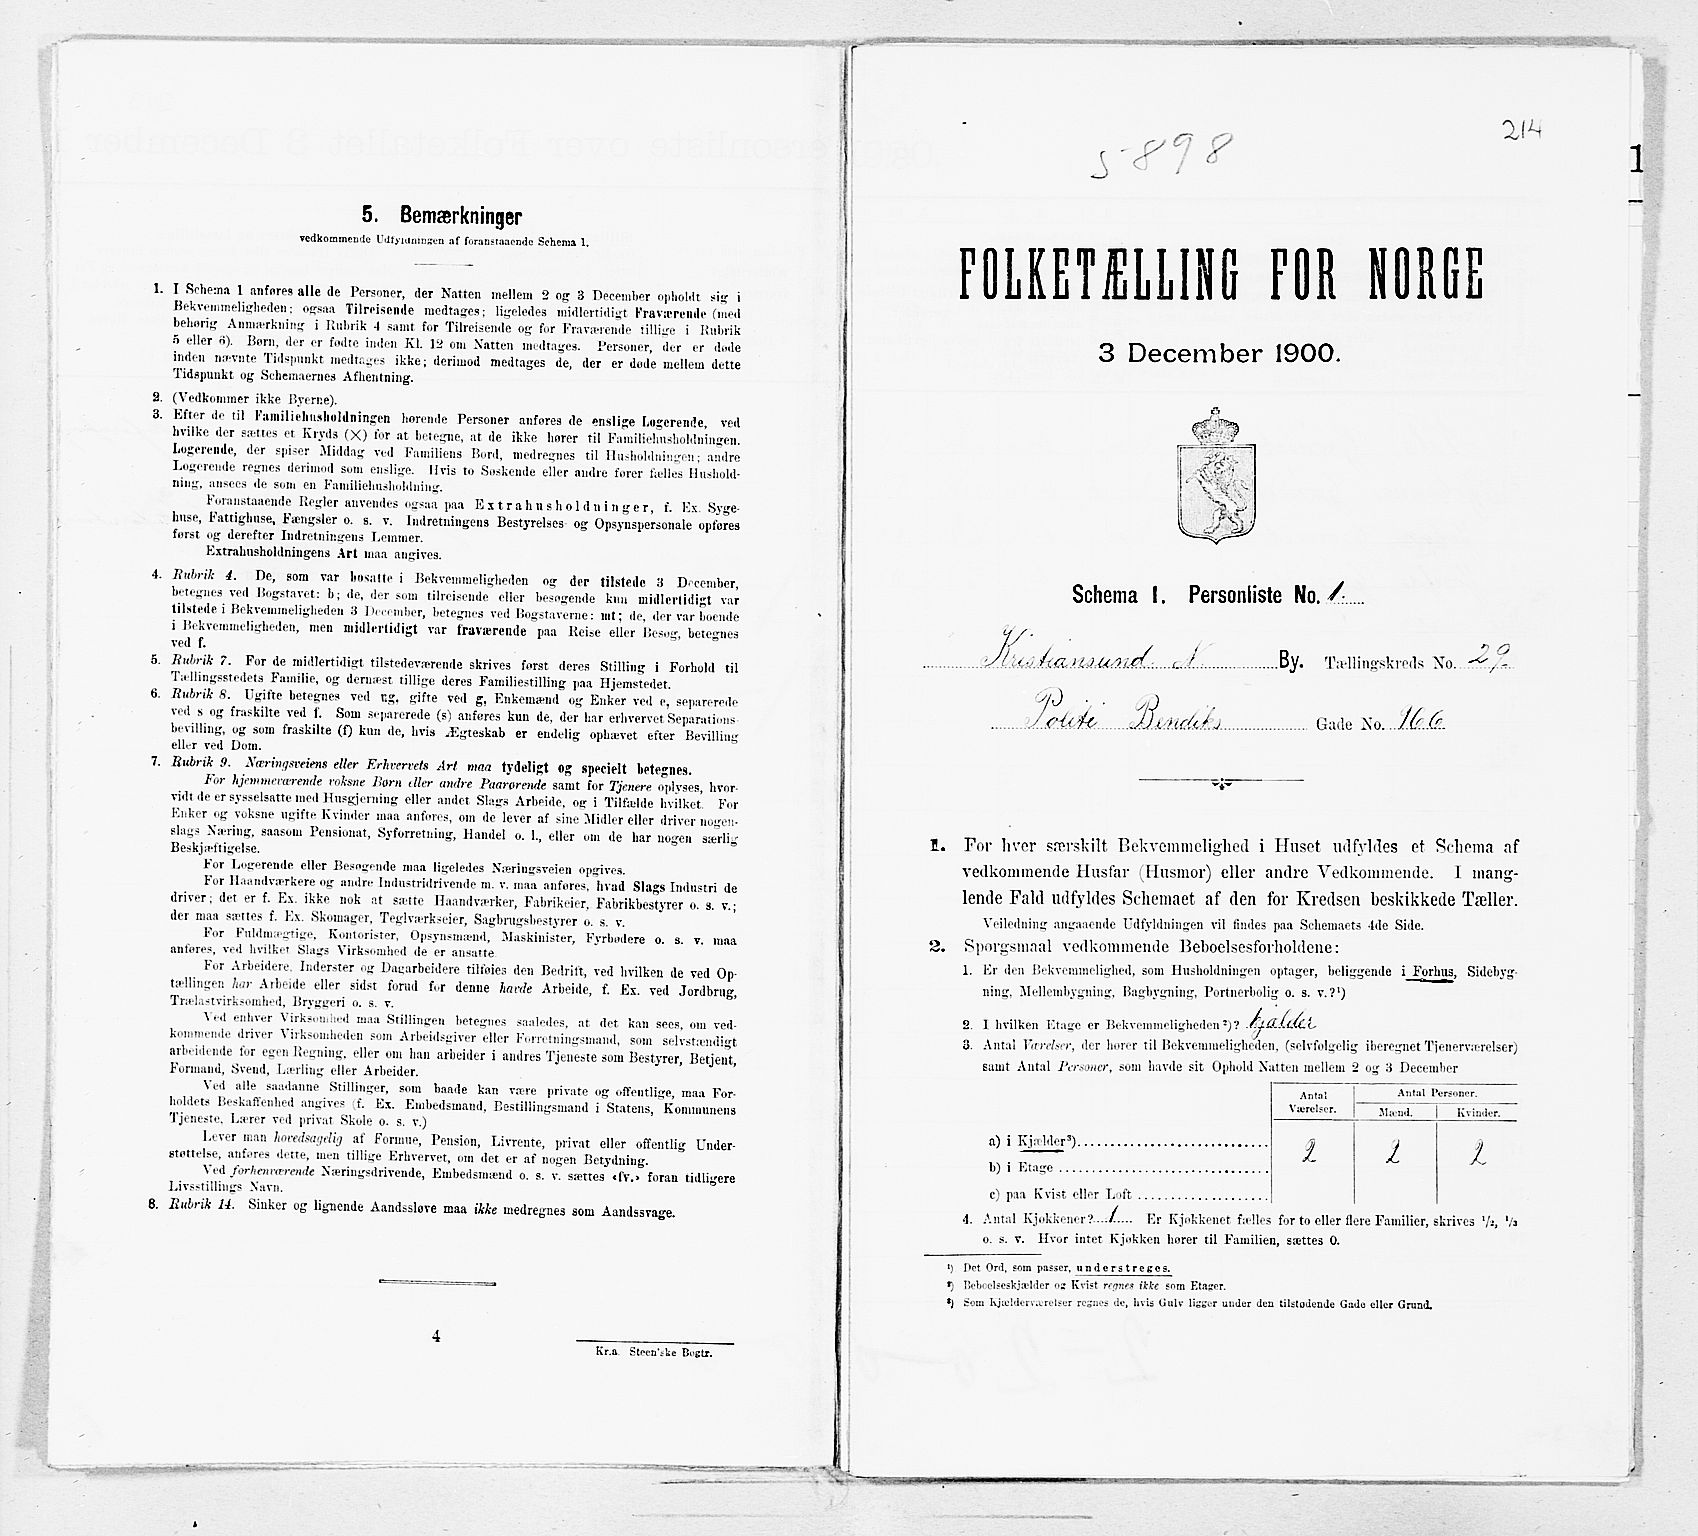 5. Bemærkninger
vedkommende Udfyldningen af foranstaaende Schema 1.
1. I Schema 1 anføres alle de Personer, der Natten mellem 2 og 3 December opholdt sig i
Bekvemmeligheden; ogsaa Tilreisende medtages; ligeledes midlertidigt Fraværende (med
behørig Anmærkning i Rubrik 4 samt for Tilreisende og for Fraværende tillige i Rubrik
5 eller 6). Børn, der er fødte inden Kl. 12 om Natten medtages. Personer, der er døde
inden nævnte Tidspunkt medtages ikke; derimod medtages de, der er døde mellem dette
Tidspunkt og Schemaernes Afhentning.
2. (Vedkommer ikke Byerne).
3. Efter de til Familiehusholdningen hørende Personer anføres de enslige Logerende, ved
hvilke der sættes et Kryds (X) for at betegne, at de ikke hører til Familiehusholdningen.
Logerende, der spiser Middag ved Familiens Bord, medregnes til Husholdningen; andre
Logerende regnes derimod som enslige. Hvis to Søskende eller andre fører fælles Hushold-
ning, ansees de som en Familiehusholdning.
Foranstaaende Regler anvendes ogsaa paa Extrahusholdninger, f. Ex. Syge-
huse, Fattighuse, Fængsler o. s. v. Indretningens Bestyrelses- og Opsynspersonale opføres
først og derefter Indretningens Lemmer.
Extrahusholdningens Art maa angives.
4. Rubrik 4. De, som var bosatte i Bekvemmeligheden og der tilstede 3 December,
betegnes ved Bogstavet: b; de, der som tilreisende eller besøgende kun midlertidigt var
tilstede i Bekvemmeligheden 3 December, betegnes ved Bogstaverne: mt; de, der var boende
i Bekvemmeligheden, men midlertidigt var fraværende paa Reise eller Besøg, betegnes
ved f.
5. Rubrik 7. For de midlertidigt tilstedeværende skrives først deres Stilling i Forhold til
Tællingsstedets Familie, og dernæst tillige deres Familiestilling paa Hjemstedet.
6. Rubrik 8. Ugifte betegnes ved ug, gifte ved g, Enkemænd og Enker ved e, separerede
ved s og fraskilte ved f. Som separerede (s) anføres kun de, der har erhvervet Separations-
bevilling, og som fraskilte (f) kun de, hvis Ægteskab er endelig ophævet efter Bevilling
eller ved Dom.
7. Rubrik 9. Næringsveiens eller Erhvervets Art maa tydeligt og specielt betegnes.
For hjemmeværende voksne Børn eller andre Paarørende samt for Tjenere oplyses, hvor-
vidt de er sysselsatte med Husgjerning eller andet Slags Arbeide, og i Tilfælde hvilket. For
Enker og voksne ugifte Kvinder maa anføres, om de lever af sine Midler eller driver nogen-
slags Næring, saasom Pensionat, Syforretning, Handel o. l., eller om de har nogen særlig
Beskjæftigelse.
For Logerende eller Besøgende maa ligeledes Næringsveien opgives.
For Haandværkere og andre Industridrivende m. v. maa anføres, hvad Slags Industri de
driver; det er f. Ex. ikke nok at sætte Haandværker, Fabrikeier, Fabrikbestyrer o. s. v.;
der maa sættes f. Ex. Skomager, Teglværkseier, Sagbrugsbestyrer o. s. v.
For Fuldmægtige, Kontorister, Opsynsmænd, Maskinister, Fyrbødere o. s. v. maa
anføres, ved hvilket Slags Virksomhed de er ansatte.
For Arbeidere, Inderster og Dagarbeidere tilføies den Bedrift, ved hvilken de ved Op-
tællingen har Arbeide eller sidst forud for denne havde Arbeide, f. Ex. ved Jordbrug,
Trælastvirksomhed, Bryggeri o. s. v.
Ved enhver Virksomhed maa Stillingen betegnes saaledes, at det kan sees, om ved-
kommende driver Virksomheden som Arbeidsgiver eller Forretningsmand, som selvstændigt
arbeidende for egen Regning, eller om han arbeider i andres Tjeneste som Bestyrer, Betjent,
Formand, Svend, Lærling eller Arbeider.
Ved alle saadanne Stillinger, som baade kan være private og offentlige, maa For-
holdets Beskaffenhed angives (f. Ex. Embedsmand, Bestillingsmand i Statens, Kommunens
Tjeneste, Lærer ved privat Skole o. s. v.)
Lever man hovedsagelig af Formue, Pension, Livrente, privat eller offentlig Under-
støttelse, anføres dette, men tillige Erhvervet, om det er af nogen Betydning.
Ved forhenværende Næringsdrivende, Embedsmænd o. s. v. sættes «fv.» foran tidligere
Livsstillings Navn.
8. Rubrik 14. Sinker og lignende Aandssløve maa ikke medregnes som Aandssvage.
4
Kr.a. Steen'ske Bogtr.
214
5898
1
FOLKETÆLLING FOR NORGE
3 December 1900.
Schema 1. Personliste No. 1.
Kristiansund N By. Tællingskreds No. 29.
Politi Bendiks Gade No. 166
1. For hver særskilt Bekvemmelighed i Huset udfyldes et Schema af
vedkommende Husfar (Husmor) eller andre Vedkommende. I mang-
lende Fald udfyldes Schemaet af den for Kredsen beskikkede Tæller.
Veiledning angaaende Udfyldningen vil findes paa Schemaets 4de Side.
2. Spørgsmaal vedkommende Beboelsesforholdene:
1. Er den Bekvemmelighed, som Husholdningen optager, beliggende i Forhus, Sidebyg-
ning, Mellembygning, Bagbygning, Portnerbolig o. s. v.?¹)
2. I hvilken Etage er Bekvemmeligheden²)? kjælder
3. Antal Værelser, der hører til Bekvemmeligheden, (selvfølgelig iberegnet Tjenerværelser)
samt Antal Personer, som havde sit Ophold Natten mellem 2 og 3 December
Antal Værelser. Antal Personer.
Mænd. Kvinder.
a) i Kjælder³) 2 2 2
b) i Etage
c) paa Kvist eller Loft
4. Antal Kjøkkener? 1 Er Kjøkkenet fælles for to eller flere Familier, skrives ½, ⅓
o. s. v. Hvor intet Kjøkken hører til Familien, sættes 0.
¹) Det Ord, som passer, understreges.
²) Beboelseskjælder og Kvist regnes ikke som Etager.
³) Som Kjælderværelser regnes de, hvis Gulv ligger under den tilstødende Gade eller Grund.